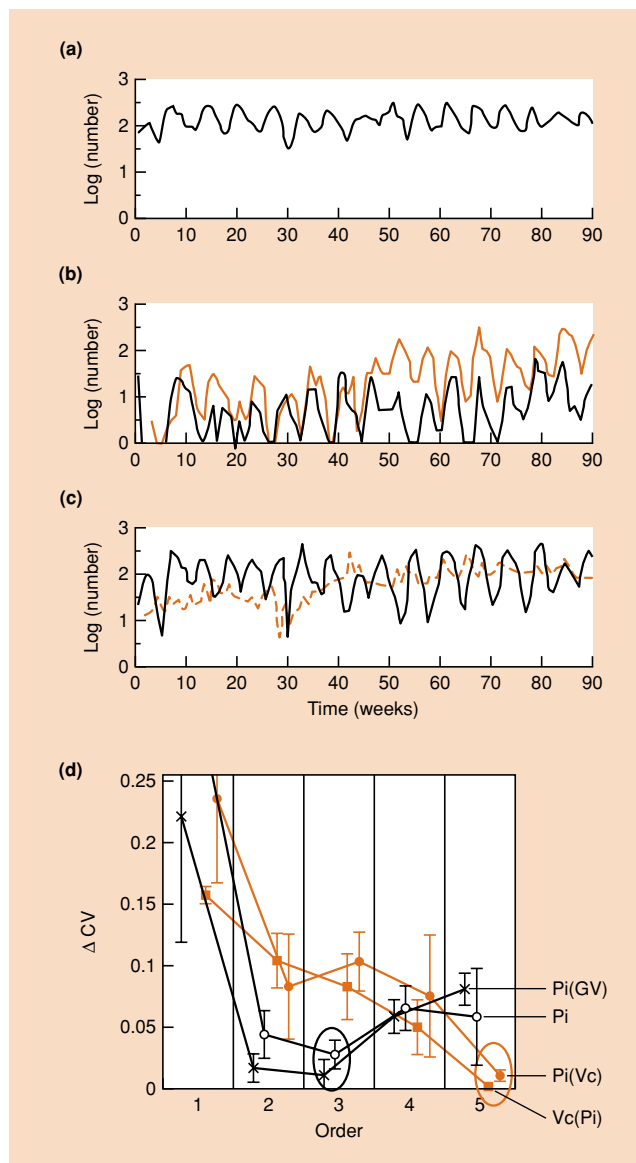 (a)
3
2
1
0
Log (number)
0 10 20 30 40 50 60 70 80 90
(b)
3
2
1
0
Log (number)
0 10 20 30 40 50 60 70 80 90
(c)
3
2
1
0
Log (number)
0 10 20 30 40 50 60 70 80 90
Time (weeks)
(d)
0.25
0.2
0.15
0.1
0.05
0
Δ CV
1 2 3 4 5
Order
Pi(GV)
Pi
Pi(Vc)
Vc(Pi)